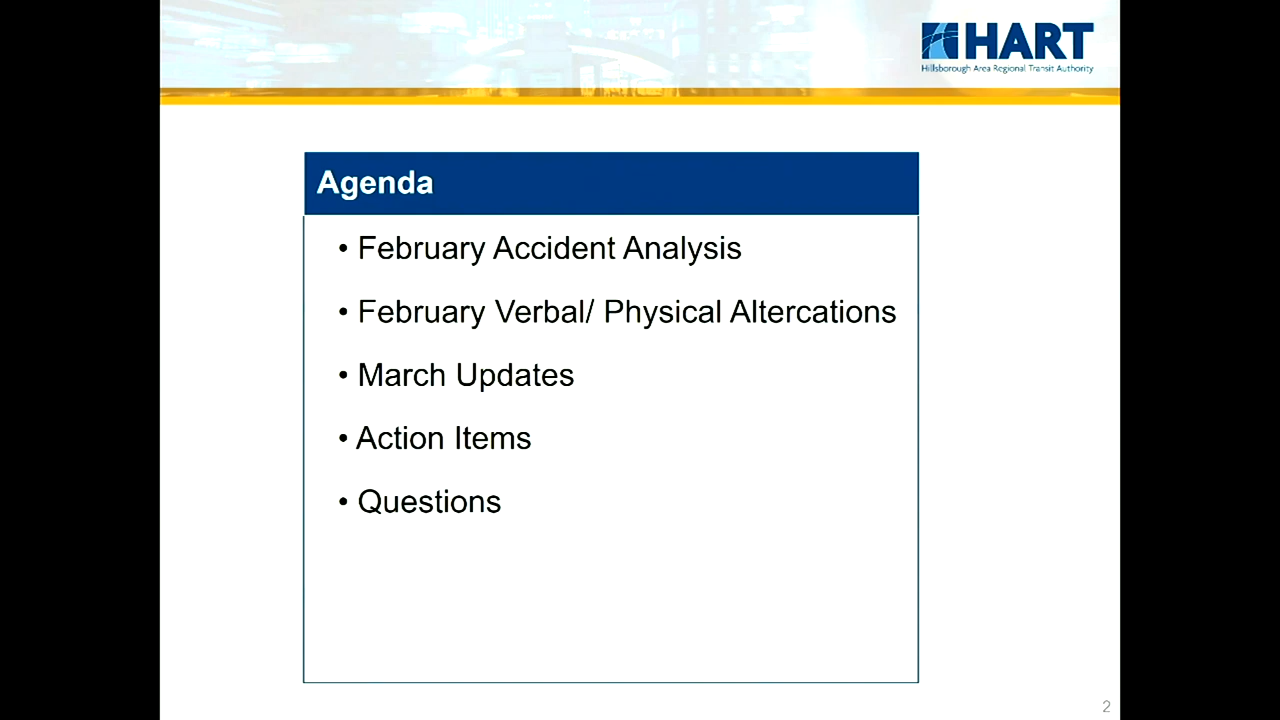 HART
Hillsborough Area Regional Transit Authority
Agenda
• February Accident Analysis
• February Verbal/ Physical Altercations
• March Updates
• Action Items
• Questions
2